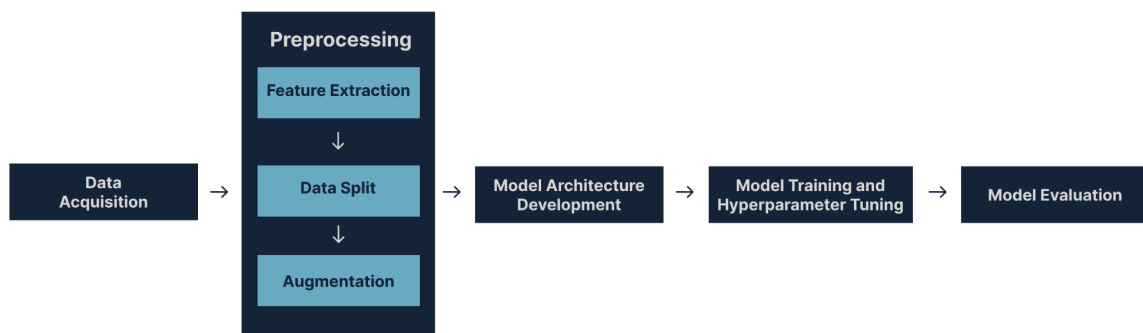 Preprocessing
Feature Extraction
↓
Data Split
↓
Augmentation
Data
Acquisition
→
→
Model Architecture
Development
→
Model Training and
Hyperparameter Tuning
→
Model Evaluation